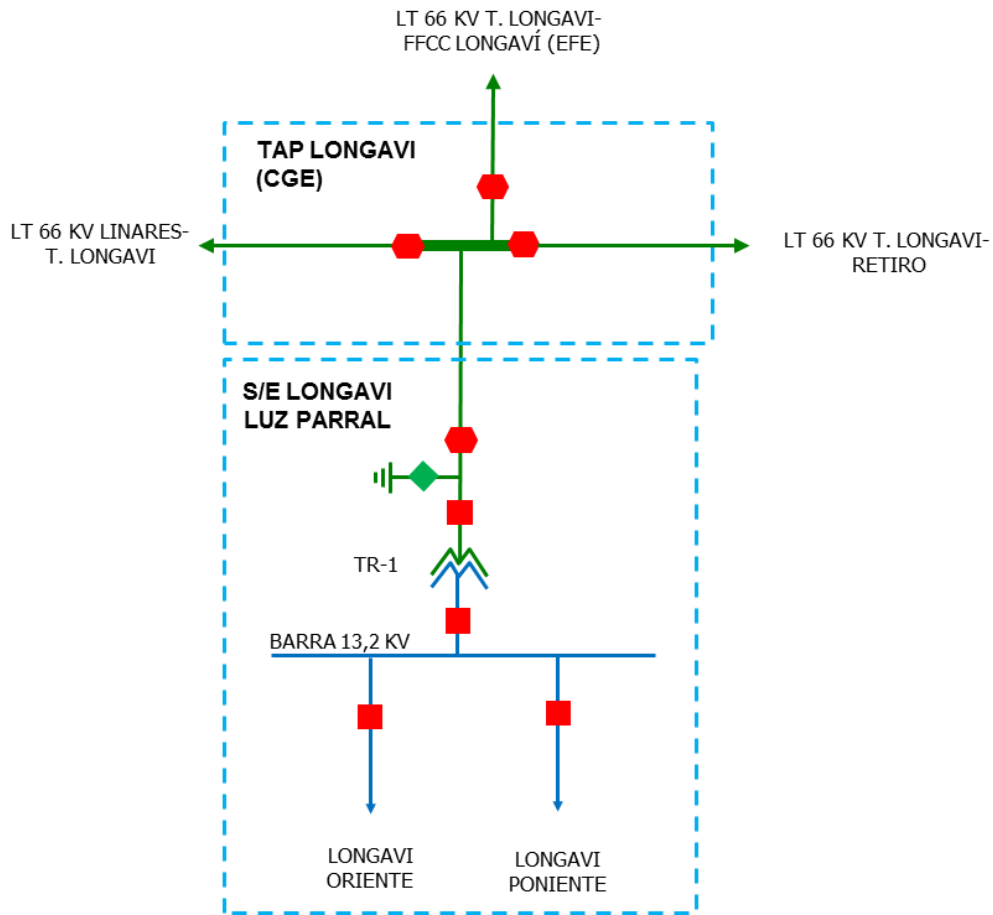 LT 66 KV T. LONGAVI-
FFCC LONGAVÍ (EFE)
TAP LONGAVI
(CGE)
LT 66 KV LINARES-
T. LONGAVI
LT 66 KV T. LONGAVI-
RETIRO
S/E LONGAVI
LUZ PARRAL
TR-1
BARRA 13,2 KV
LONGAVI
ORIENTE
LONGAVI
PONIENTE